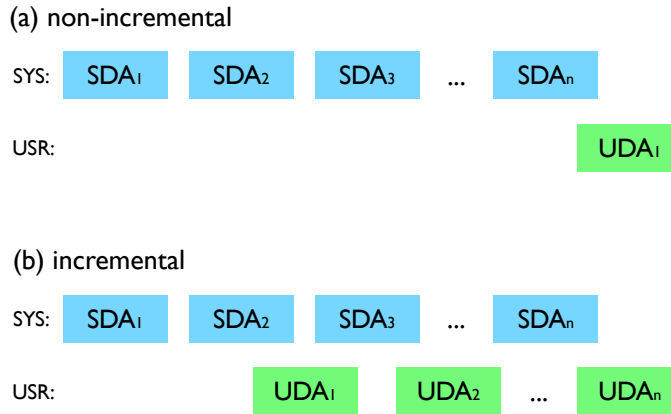 (a) non-incremental
SYS: SDA₁ SDA₂ SDA₃ ... SDAₙ
USR: UDA₁
(b) incremental
SYS: SDA₁ SDA₂ SDA₃ ... SDAₙ
USR: UDA₁ UDA₂ ... UDAₙ